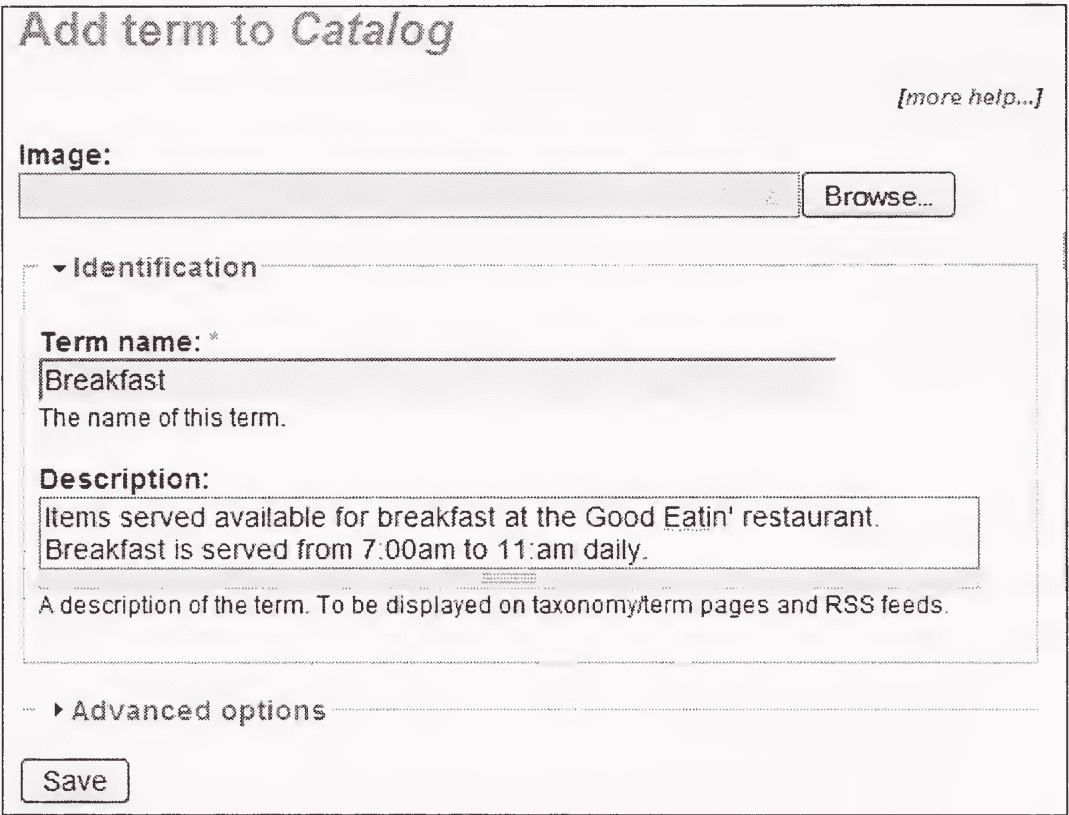 Add term to Catalog
[more help...]
Image:
Browse...
Identification
Term name: *
Breakfast
The name of this term.
Description:
Items served available for breakfast at the Good Eatin' restaurant.
Breakfast is served from 7:00am to 11:am daily.
A description of the term. To be displayed on taxonomy/term pages and RSS feeds.
Advanced options
Save